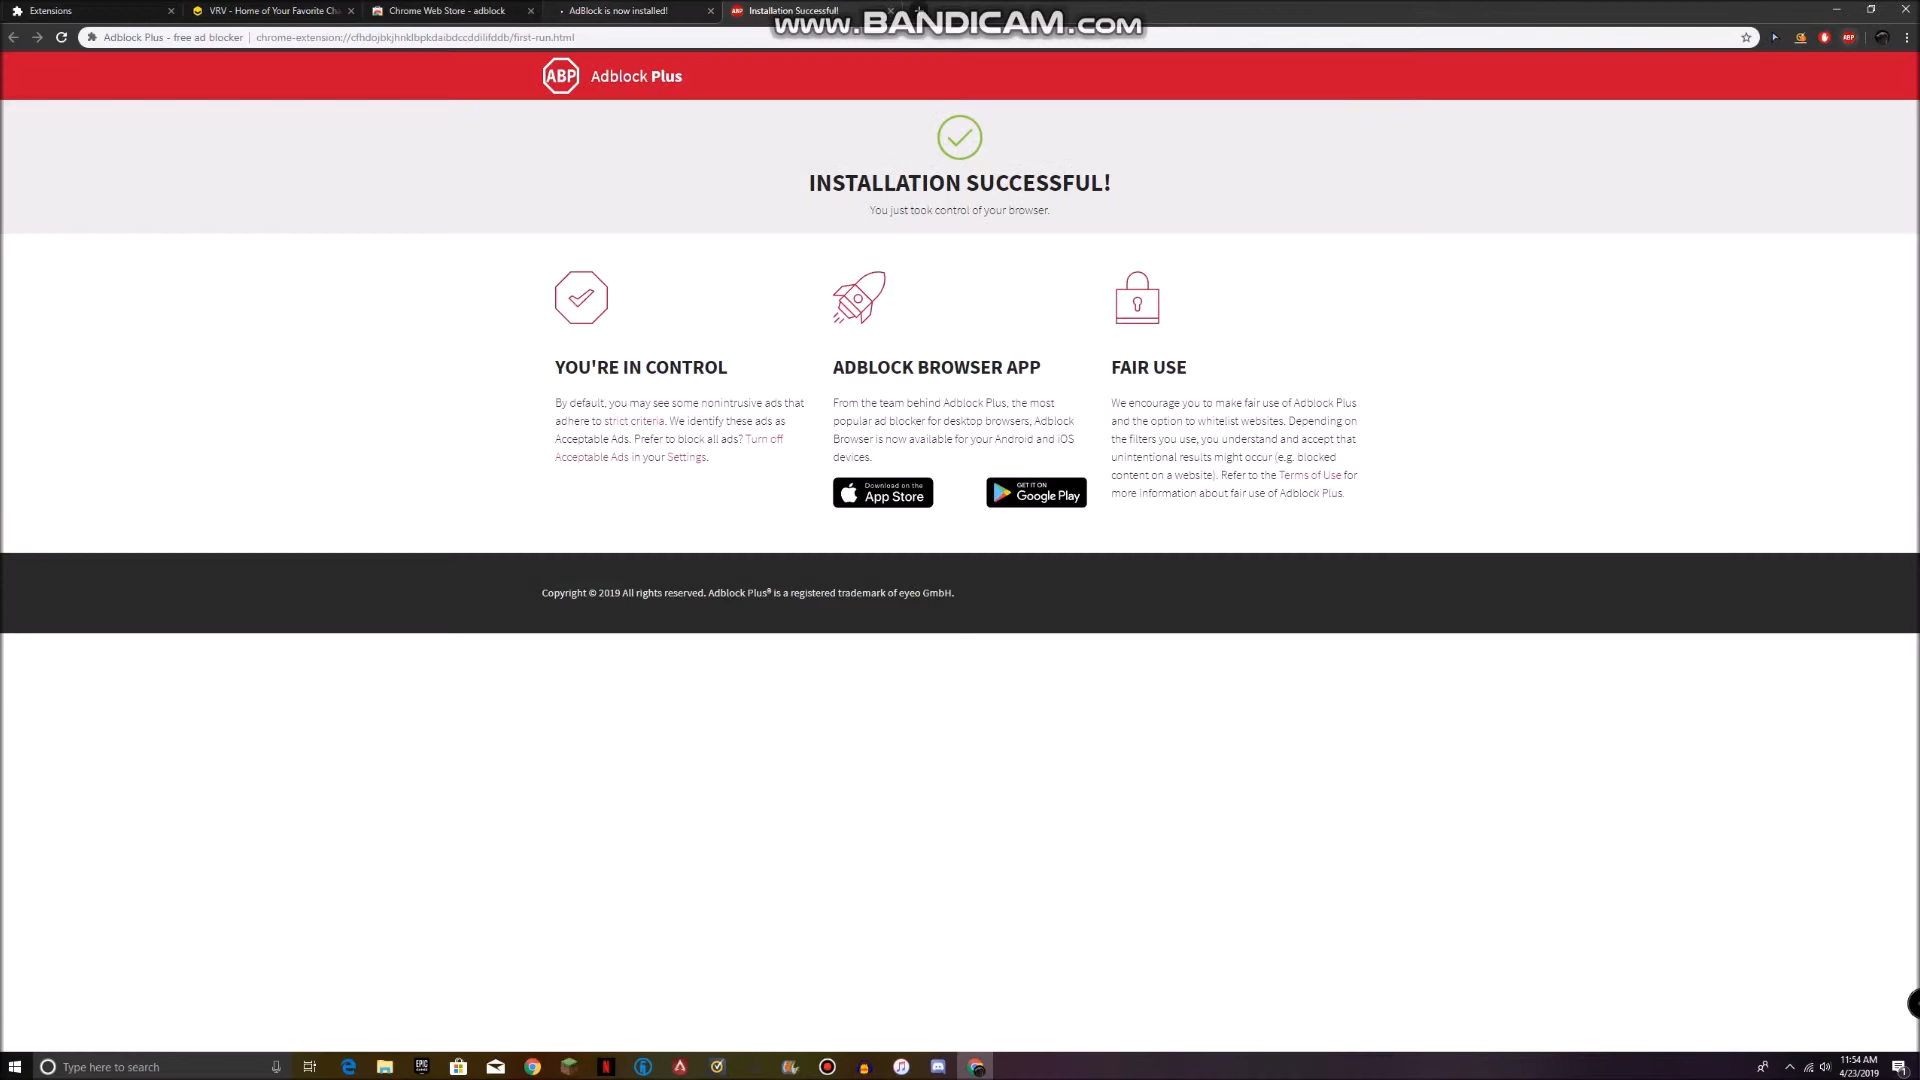 Extensions
VRV - Home of Your Favorite Ch
Chrome Web Store - adblock
AdBlock is now installed!
Installation Successful!
www.BANDICAM.com
Adblock Plus - free ad blocker
chrome-extension://cfhdojbkjhnklbpkdaibdccddilifddb/first-run.html
ABP
ABP Adblock Plus
INSTALLATION SUCCESSFUL!
You just took control of your browser.
YOU'RE IN CONTROL
By default, you may see some nonintrusive ads that
adhere to strict criteria. We identify these ads as
Acceptable Ads. Prefer to block all ads? Turn off
Acceptable Ads in your Settings.
ADBLOCK BROWSER APP
From the team behind Adblock Plus, the most
popular ad blocker for desktop browsers, Adblock
Browser is now available for your Android and iOS
devices.
Download on the
App Store
GET IT ON
Google Play
FAIR USE
We encourage you to make fair use of Adblock Plus
and the option to whitelist websites. Depending on
the filters you use, you understand and accept that
unintentional results might occur (e.g. blocked
content on a website). Refer to the Terms of Use for
more information about fair use of Adblock Plus.
Copyright © 2019 All rights reserved. Adblock Plus® is a registered trademark of eyeo GmbH.
Type here to search
EPIC
11:54 AM
4/23/2019